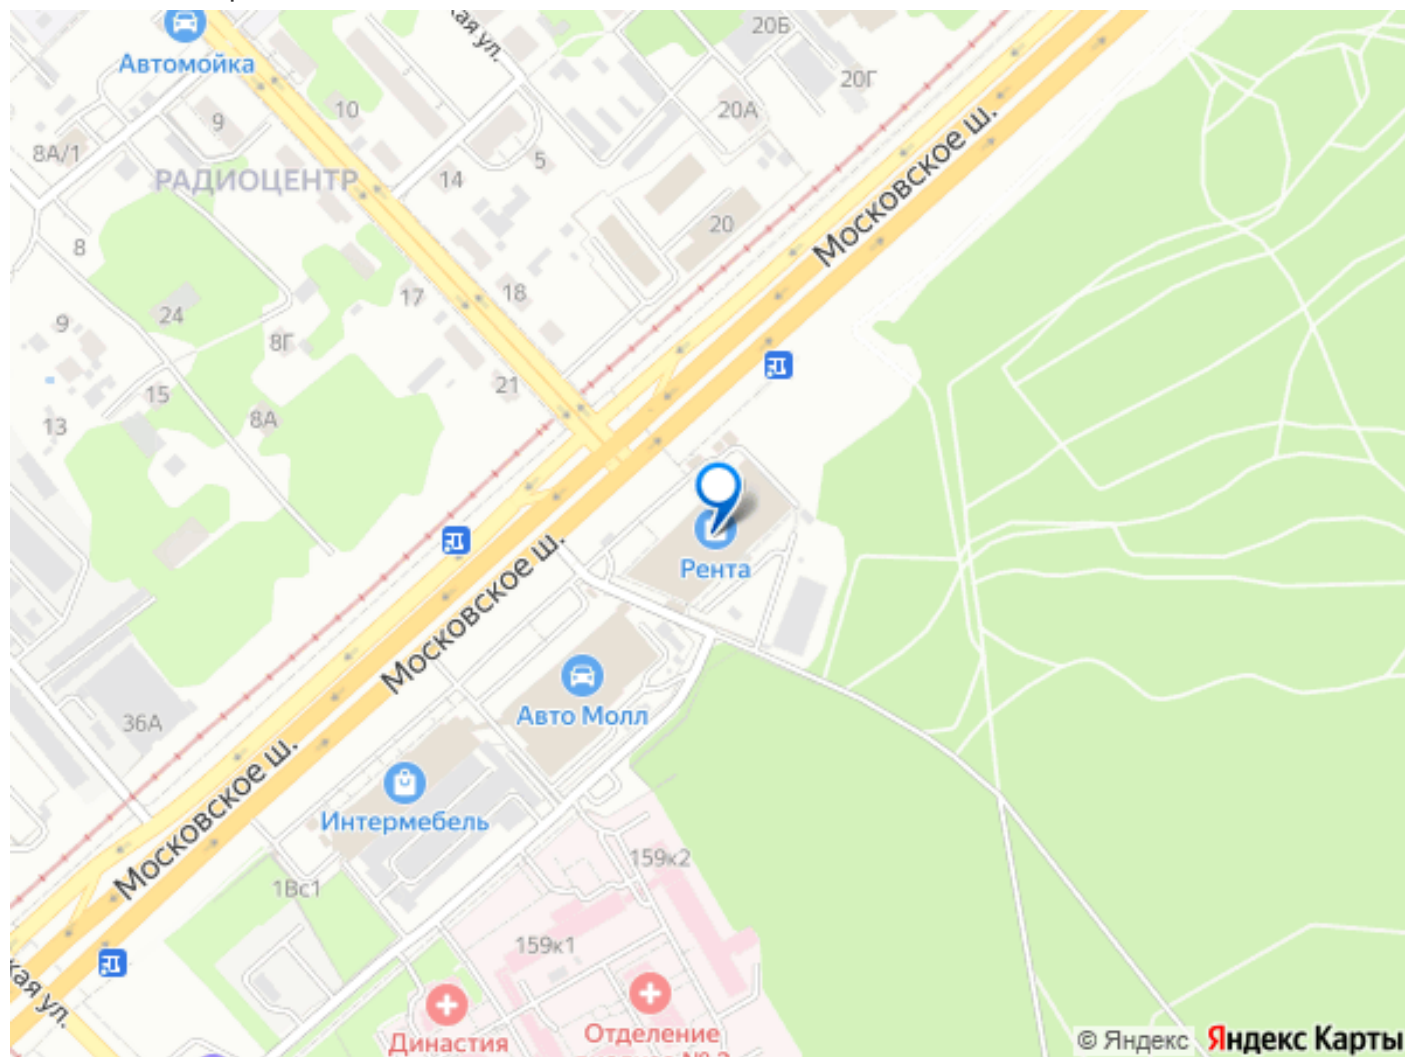 20Б
Автомойка
20Г
10
20А
9
8А/1
5
РАДИОЦЕНТР
14
Московское ш.
20
8
17
18
24
9
8Г
21
15
8А
13
Рента
Московское ш.
Авто Молл
36А
Интермебель
Московское ш.
159к2
1Вс1
159к1
Отделение
Династия
© Яндекс
Яндекс Карты